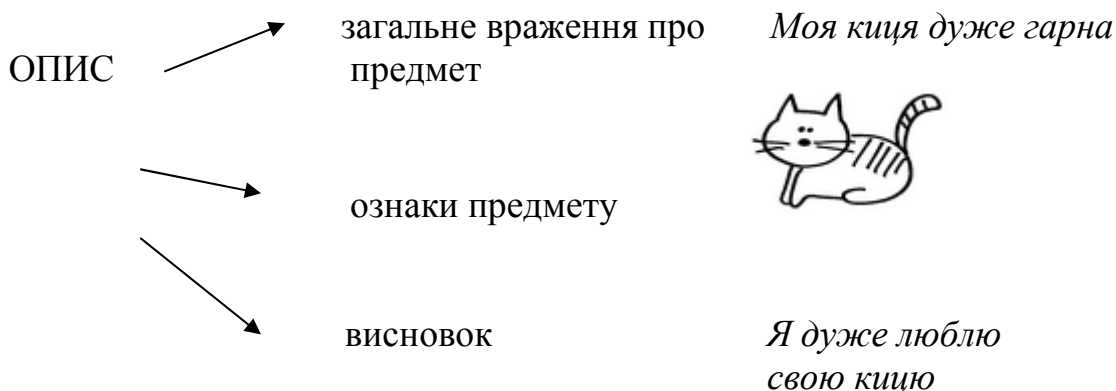 загальне враження про Моя киця дуже гарна
ОПИС предмет
ознаки предмету
висновок Я дуже люблю
свою кицю